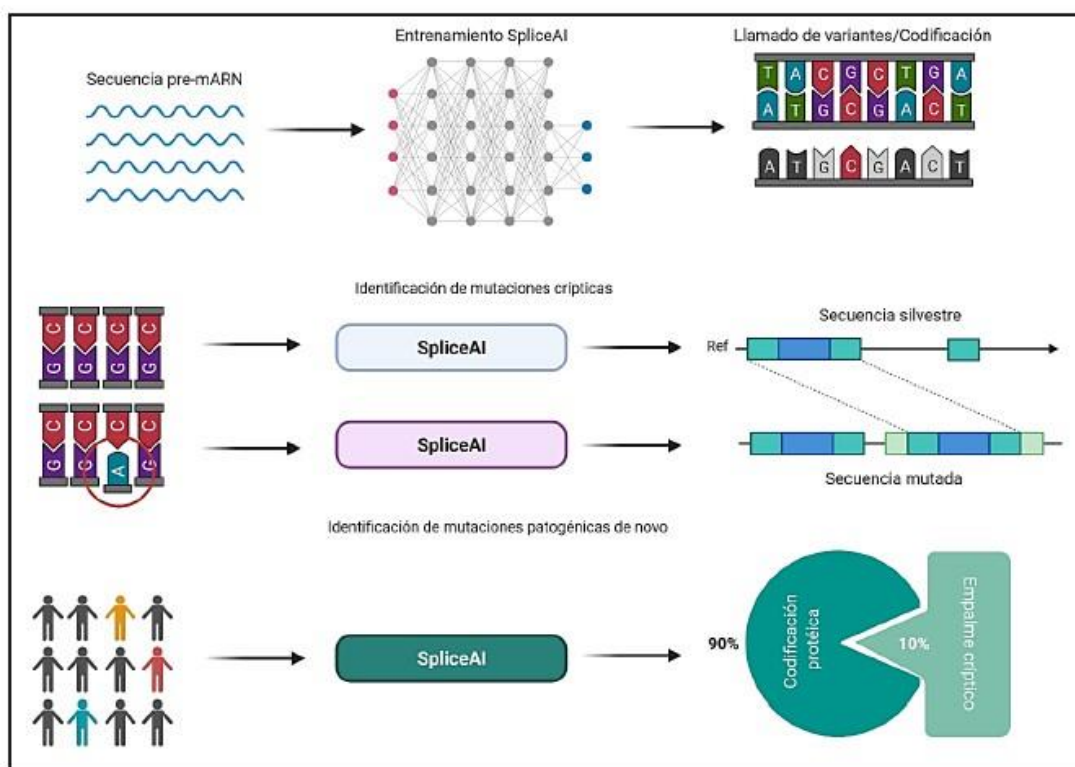 Entrenamiento SpliceAI
Llamado de variantes/Codificación
Secuencia pre-mARN
T A C G C T G A
A T G C G A C T
A T G C G A C T
Identificación de mutaciones crípticas
C C C C
G G G G
SpliceAI
Secuencia silvestre
Ref
C C C C
G G A G
SpliceAI
Secuencia mutada
Identificación de mutaciones patogénicas de novo
SpliceAI
90%
Codificación
protéica
10%
Empalme críptico